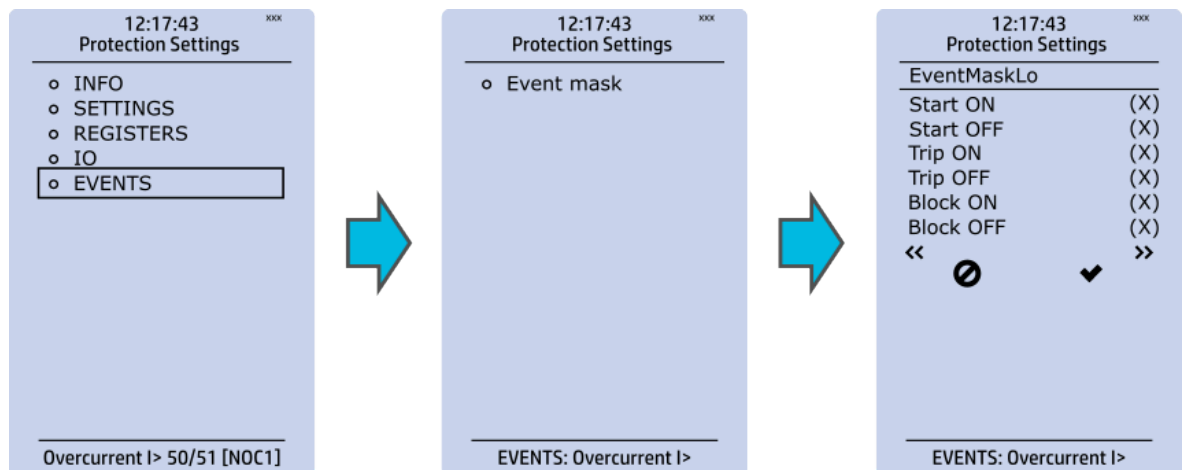 12:17:43 xxx
Protection Settings
INFO
SETTINGS
REGISTERS
IO
EVENTS
Overcurrent I> 50/51 [NOC1]
12:17:43 xxx
Protection Settings
Event mask
EVENTS: Overcurrent I>
12:17:43 xxx
Protection Settings
EventMaskLo
Start ON (X)
Start OFF (X)
Trip ON (X)
Trip OFF (X)
Block ON (X)
Block OFF (X)
<< >>
EVENTS: Overcurrent I>